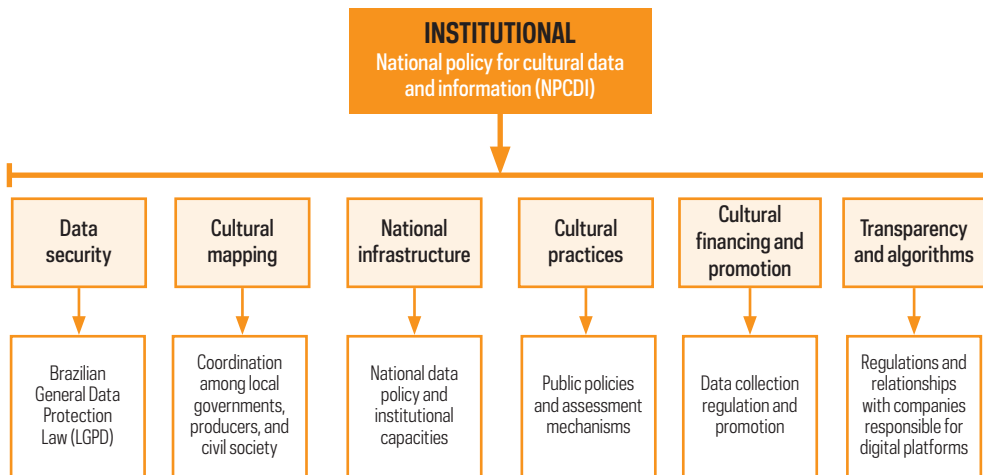 INSTITUTIONAL
National policy for cultural data
and information (NPCDI)
Data
security
Cultural
mapping
National
infrastructure
Cultural
practices
Cultural
financing and
promotion
Transparency
and algorithms
Brazilian
General Data
Protection
Law (LGPD)
Coordination
among local
governments,
producers, and
civil society
National data
policy and
institutional
capacities
Public policies
and assessment
mechanisms
Data collection
regulation and
promotion
Regulations and
relationships
with companies
responsible for
digital platforms